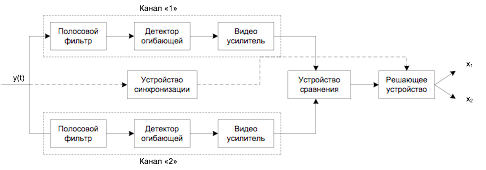 Канал «1»
Полосовой
фильтр
Детектор
огибающей
Видео
усилитель
y(t)
Устройство
синхронизации
Устройство
сравнения
Решающее
устройство
x₁
x₂
Полосовой
фильтр
Детектор
огибающей
Видео
усилитель
Канал «2»